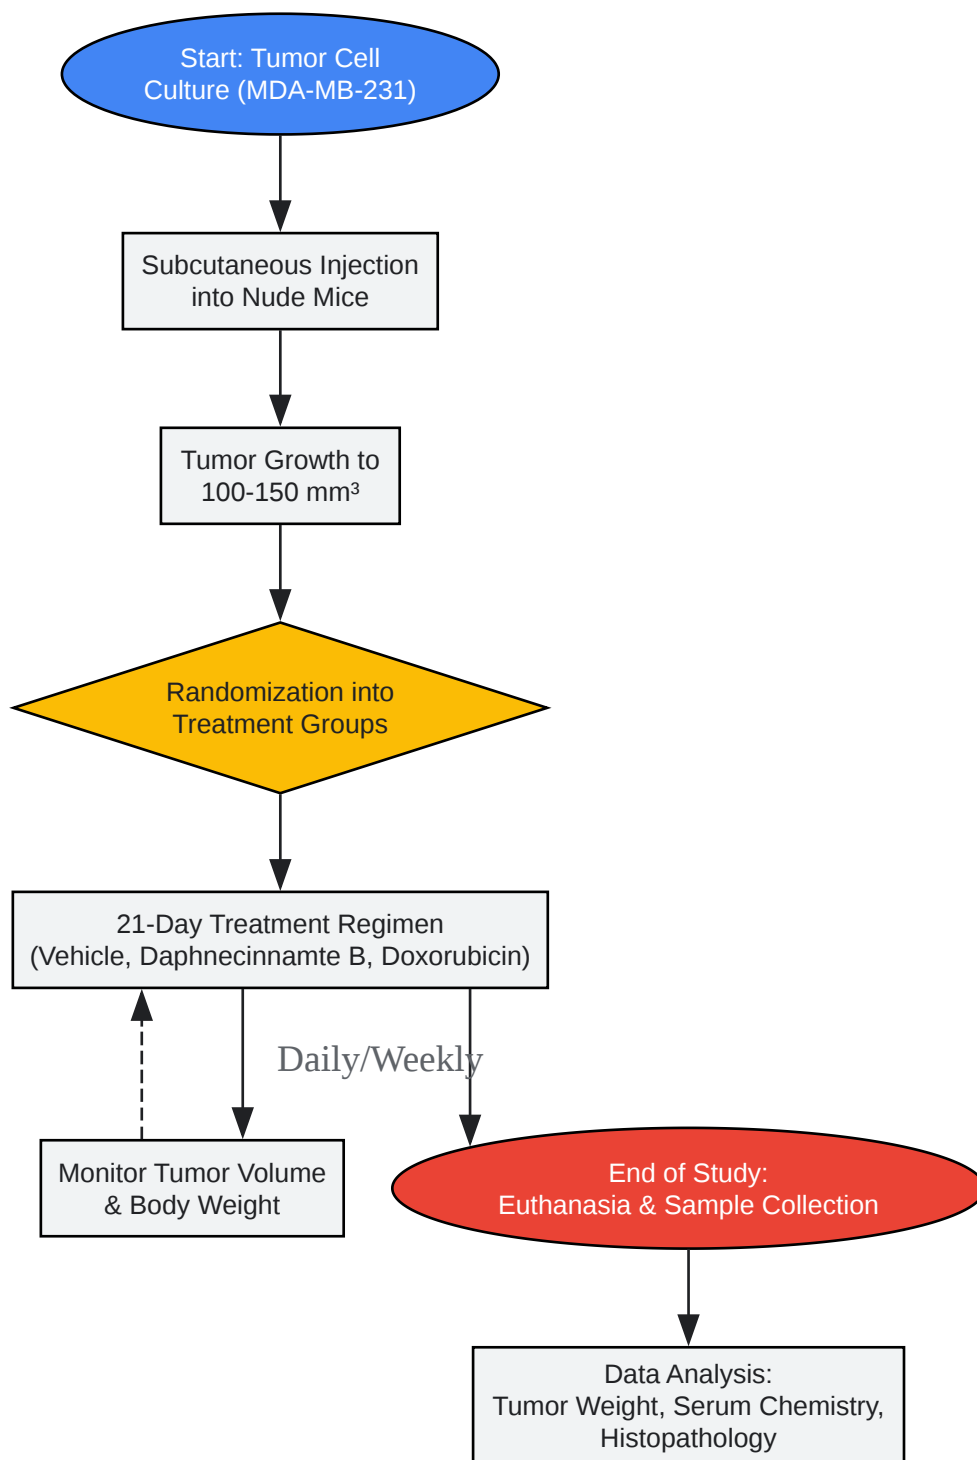 Start: Tumor Cell
Culture (MDA-MB-231)
Subcutaneous Injection
into Nude Mice
Tumor Growth to
100-150 mm³
Randomization into
Treatment Groups
21-Day Treatment Regimen
(Vehicle, Daphnecinnamte B, Doxorubicin)
Daily/Weekly
Monitor Tumor Volume
& Body Weight
End of Study:
Euthanasia & Sample Collection
Data Analysis:
Tumor Weight, Serum Chemistry,
Histopathology